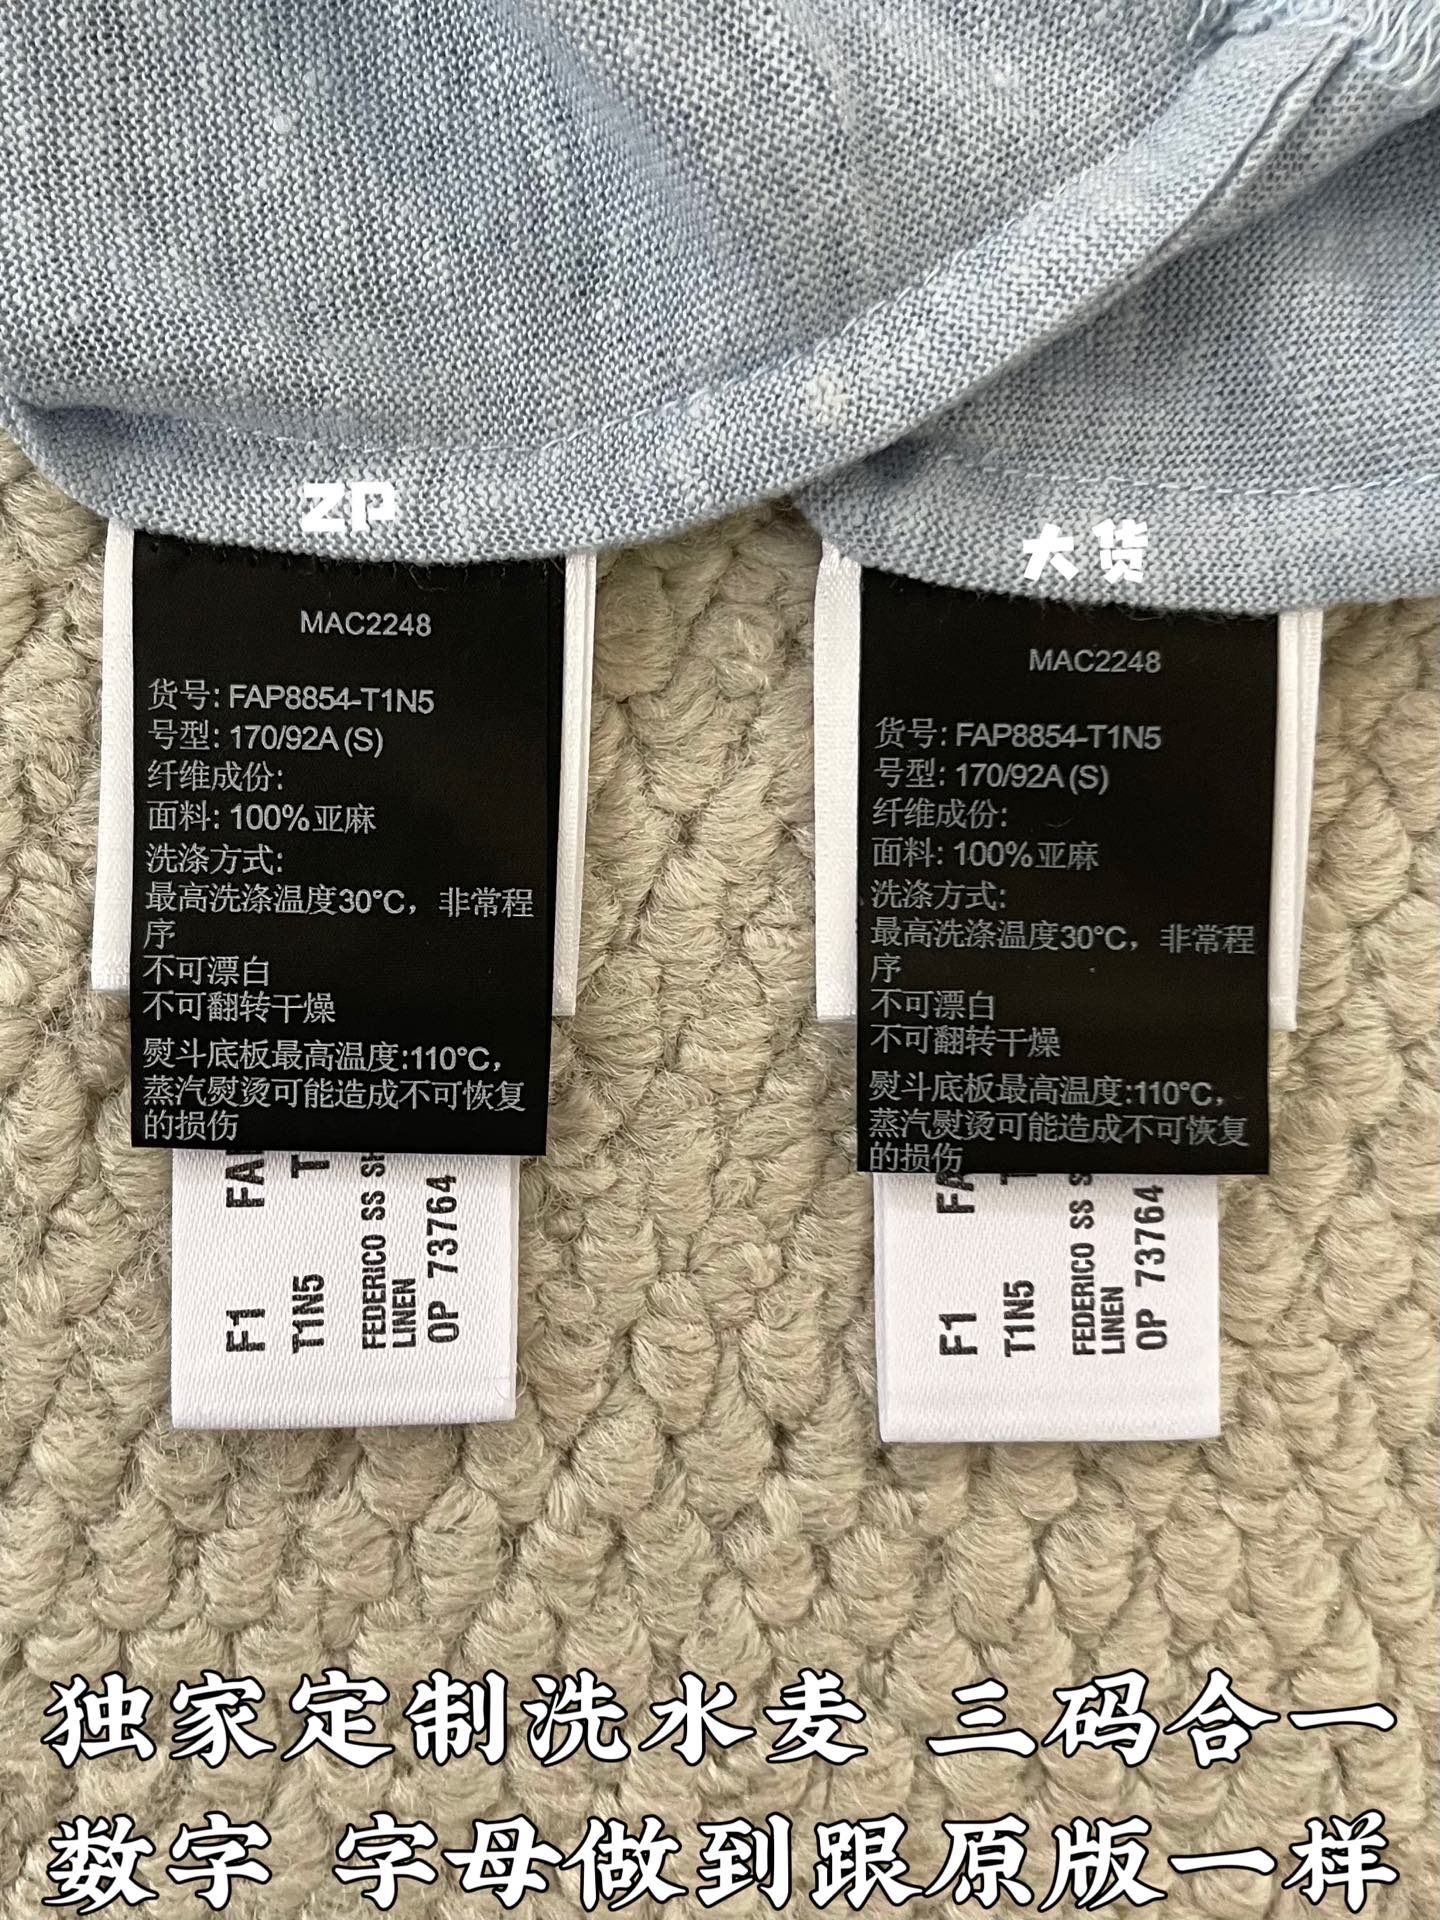 ZP
MAC2248
货号: FAP8854-T1N5
号型: 170/92A (S)
纤维成份:
面料: 100%亚麻
洗涤方式:
最高洗涤温度30°C，非常程
序
不可漂白
不可翻转干燥
熨斗底板最高温度:110°C，
蒸汽熨烫可能造成不可恢复
的损伤
F1
T1N5
FEDERICO SS
LINEN
OP 73764
大货
MAC2248
货号: FAP8854-T1N5
号型: 170/92A (S)
纤维成份:
面料: 100%亚麻
洗涤方式:
最高洗涤温度30°C，非常程
序
不可漂白
不可翻转干燥
熨斗底板最高温度:110°C，
蒸汽熨烫可能造成不可恢复
的损伤
F1
T1N5
FEDERICO SS
LINEN
OP 73764
独家定制洗水麦 三码合一
数字 字母做到跟原版一样